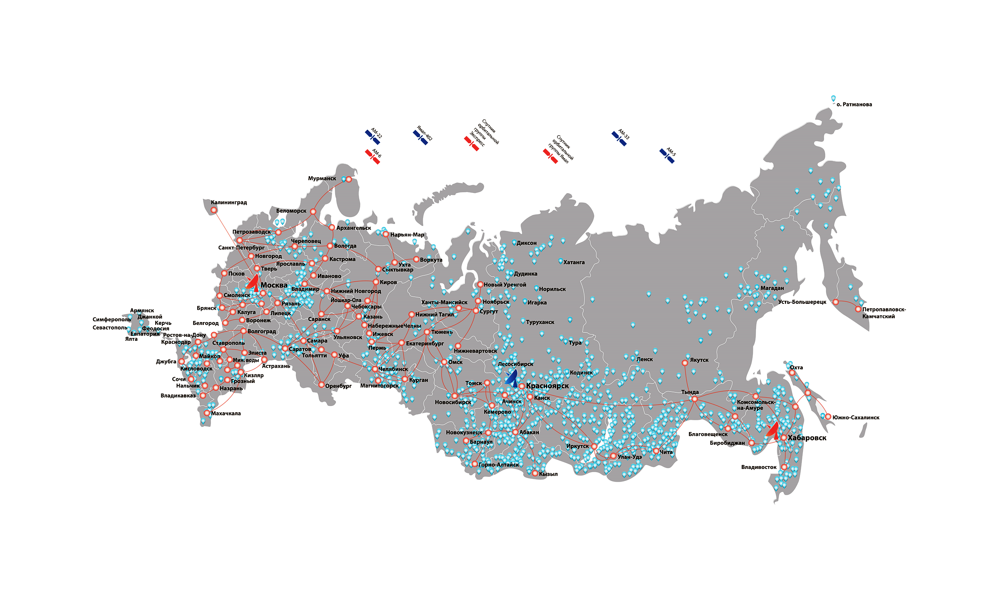 о. Ратманова
АМ-22
Ямал-402
Спутник
орбитальной
группы
Экспресс
АМ-33
АМ-6
Спутник
орбитальной
группы Ямал
АМ-5
Мурманск
Калининград
Беломорск
Архангельск
Петрозаводск
Нарьян-Мар
Череповец
Санкт-Петербург
Вологда
Диксон
Новгород
Кастрома
Воркута
Ярославль
Ухта
Хатанга
Тверь
Сыктывкар
Псков
Иваново
Дудинка
Москва
Киров
Новый Уренгой
Владимир
Нижний Новгород
Норильск
Магадан
Смоленск
Йошкар-Ола
Рязань
Чебоксары
Ханты-Мансийск
Ноябрьск
Игарка
Усть-Большерецк
Брянск
Калуга
Липецк
Нижний Тагил
Сургут
Петропавловск-
Камчатский
Армянск
Джанкой
Симферополь
Казань
Саранск
Воронеж
Белгород
Керчь
Туруханск
Севастополь
Феодосия
НабережныеЧелны
Евпатория
Ростов-на-Дону
Волгоград
Тюмень
Ялта
Ульяновск
Ижевск
Краснодар
Ставрополь
Самара
Екатеринбург
Тура
Саратов
Пермь
Нижневартовск
Элиста
Тольятти
Уфа
Майкоп
Мин. воды
Ленск
Якутск
Джубга
Омск
Лесосибирск
Астрахань
Кисловодск
Челябинск
Охта
Кодинск
Кизляр
Сочи
Грозный
Курган
Томск
Нальчик
Оренбург
Магнитогорск
Красноярск
Назрань
Тында
Владикавказ
Новосибирск
Ачинск
Канск
Комсомольск-
на-Амуре
Махачкала
Кемерово
Южно-Сахалинск
Новокузнецк
Абакан
Благовещенск
Хабаровск
Барнаул
Биробиджан
Иркутск
Чита
Улан-Удэ
Горно-Алтайск
Владивосток
Кызыл